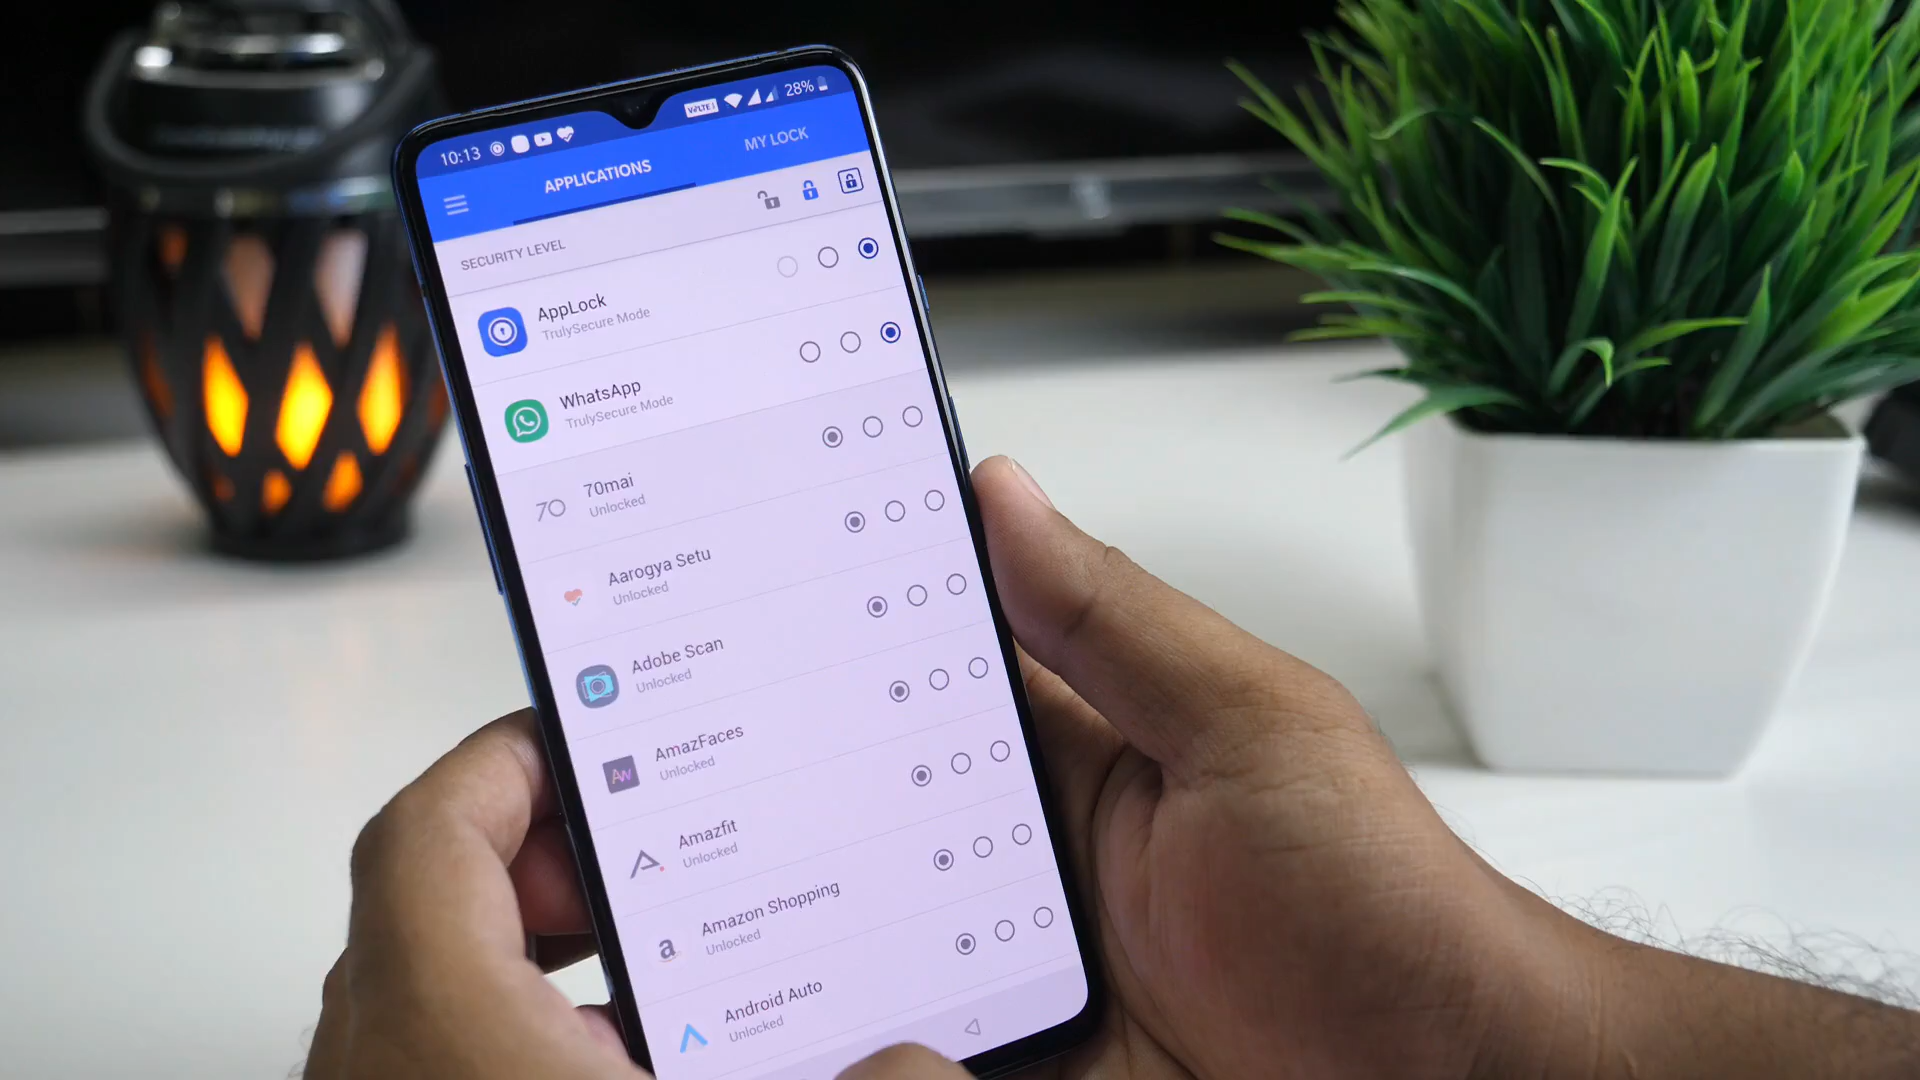 10:13
VoLTE
28%
APPLICATIONS
MY LOCK
SECURITY LEVEL
AppLock
TrulySecure Mode
WhatsApp
TrulySecure Mode
70
70mai
Unlocked
Aarogya Setu
Unlocked
Adobe Scan
Unlocked
AmazFaces
Unlocked
Amazfit
Unlocked
a
Amazon Shopping
Unlocked
Android Auto
Unlocked